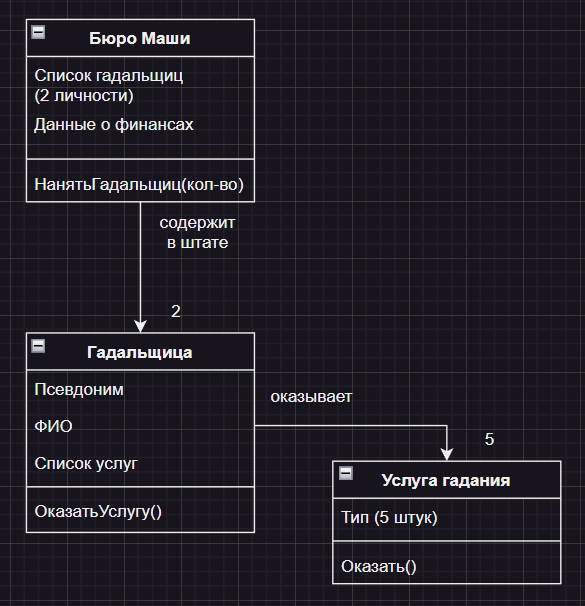 Бюро Маши
Список гадальщиц
(2 личности)
Данные о финансах
НанятьГадальщиц(кол-во)
содержит
в штате
2
Гадальщица
Псевдоним
ФИО
Список услуг
ОказатьУслугу()
оказывает
5
Услуга гадания
Тип (5 штук)
Оказать()